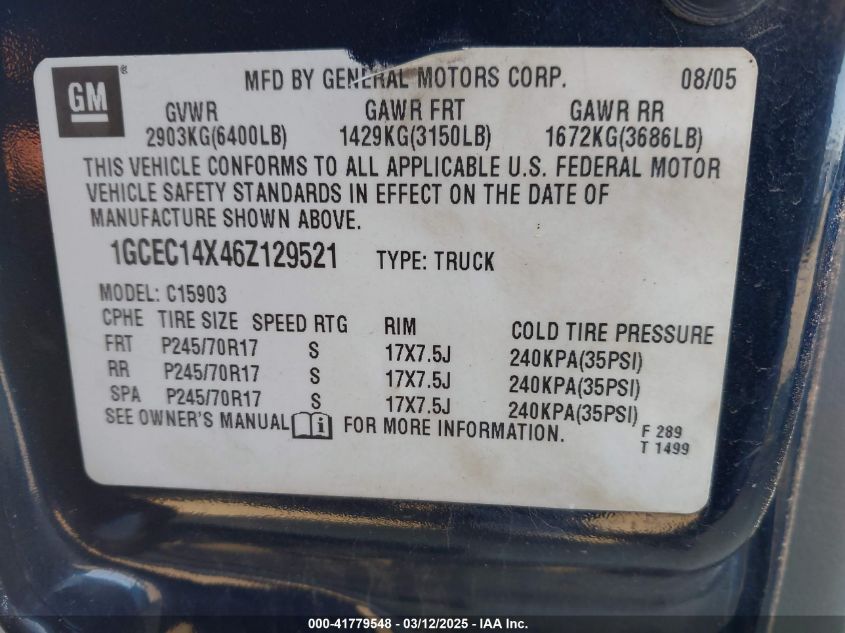 GM ®
MFD BY GENERAL MOTORS CORP. 08/05
GVWR GAWR FRT GAWR RR
2903KG(6400LB) 1429KG(3150LB) 1672KG(3686LB)
THIS VEHICLE CONFORMS TO ALL APPLICABLE U.S. FEDERAL MOTOR
VEHICLE SAFETY STANDARDS IN EFFECT ON THE DATE OF
MANUFACTURE SHOWN ABOVE.
1GCEC14X46Z129521 TYPE: TRUCK
MODEL: C15903
CPHE TIRE SIZE SPEED RTG RIM COLD TIRE PRESSURE
FRT P245/70R17 S 17X7.5J 240KPA(35PSI)
RR P245/70R17 S 17X7.5J 240KPA(35PSI)
SPA P245/70R17 S 17X7.5J 240KPA(35PSI)
SEE OWNER'S MANUAL i FOR MORE INFORMATION.
F 289
T 1499
000-41779548 - 03/12/2025 - IAA Inc.